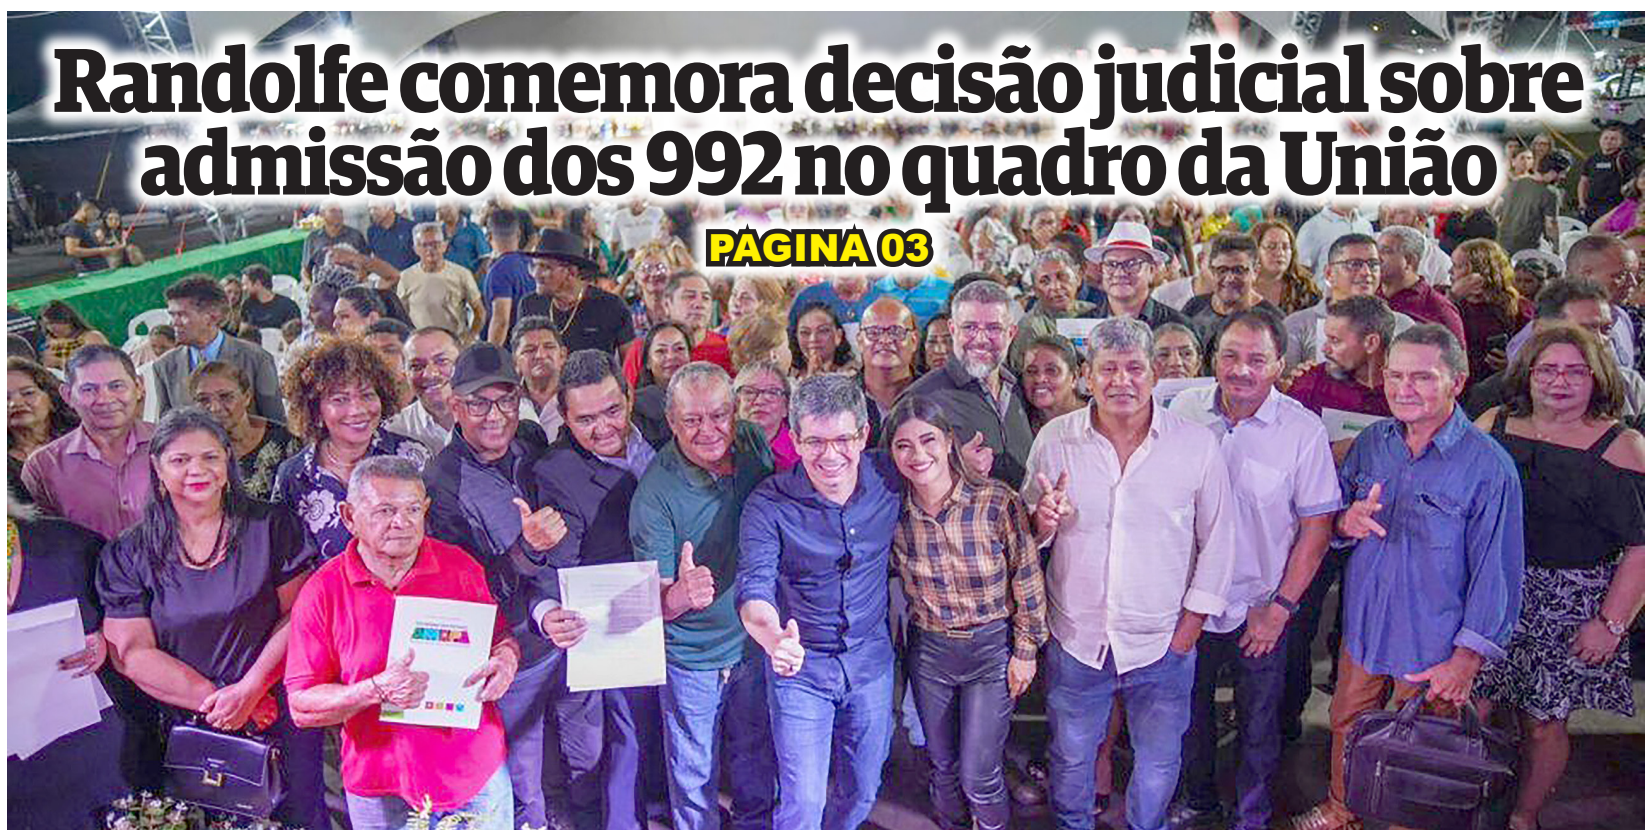 Randolfe comemora decisão judicial sobre
admissão dos 992 no quadro da União
PAGINA 03